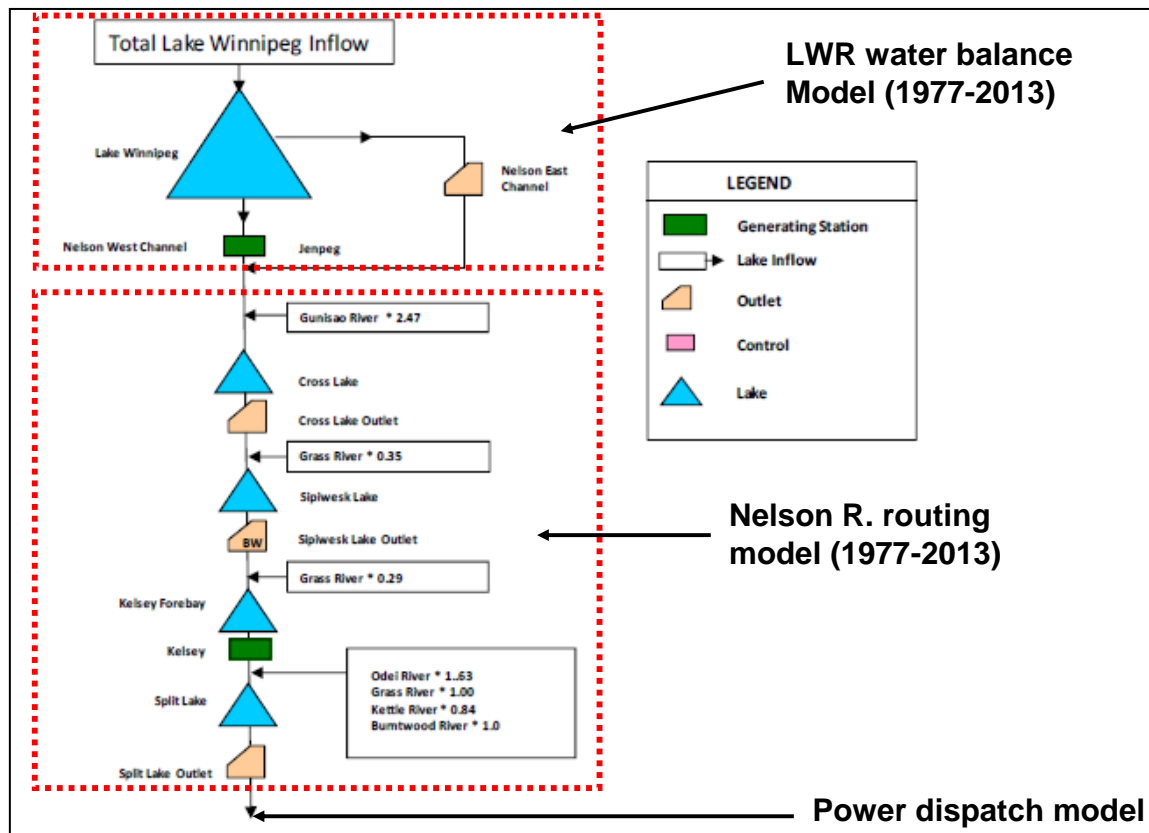 Total Lake Winnipeg Inflow
LWR water balance
Model (1977-2013)
Lake Winnipeg
Nelson East
Channel
Nelson West Channel
Jenpeg
LEGEND
Generating Station
Lake Inflow
Outlet
Control
Lake
Gunisao River * 2.47
Cross Lake
Cross Lake Outlet
Grass River * 0.35
Sipiwesk Lake
BW
Sipiwesk Lake Outlet
Nelson R. routing
model (1977-2013)
Grass River * 0.29
Kelsey Forebay
Kelsey
Odei River * 1..63
Grass River * 1.00
Kettle River * 0.84
Burntwood River * 1.0
Split Lake
Split Lake Outlet
Power dispatch model